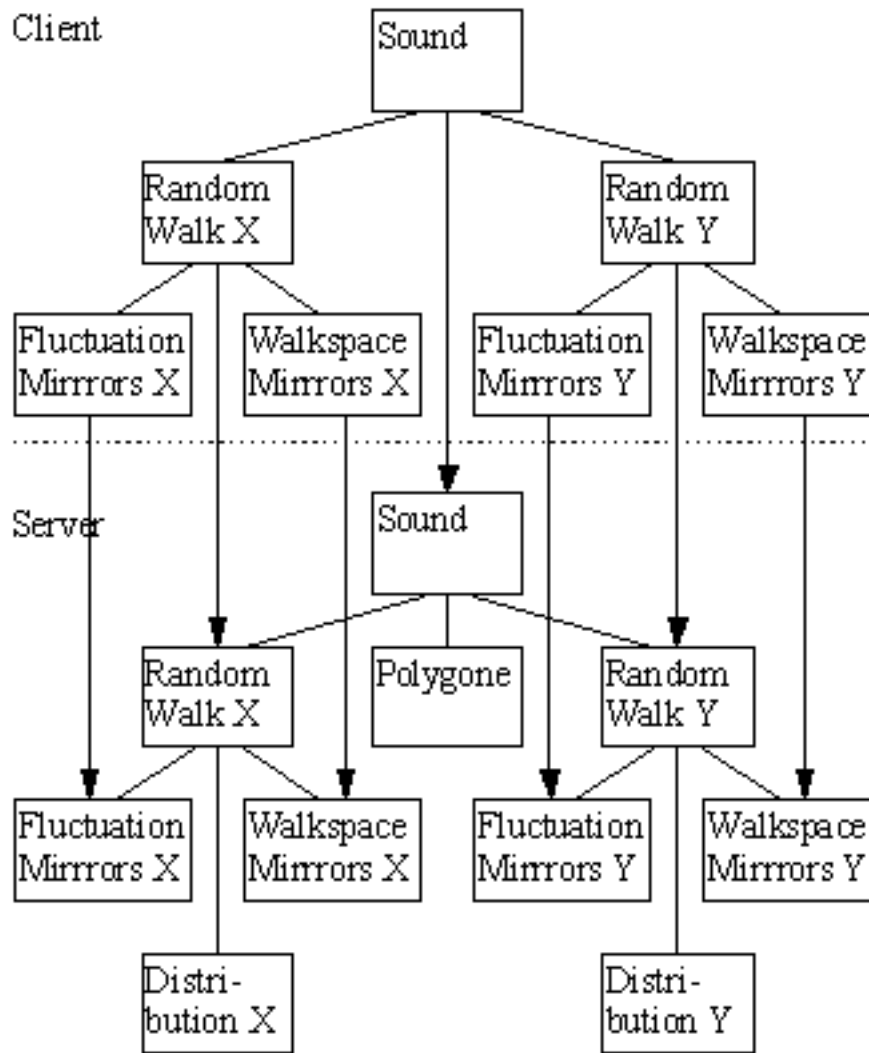 Client
Sound
Random
Walk X
Random
Walk Y
Fluctuation
Mirrrors X
Walkspace
Mirrrors X
Fluctuation
Mirrrors Y
Walkspace
Mirrrors Y
Server
Sound
Random
Walk X
Polygone
Random
Walk Y
Fluctuation
Mirrrors X
Walkspace
Mirrrors X
Fluctuation
Mirrrors Y
Walkspace
Mirrrors Y
Distri-
bution X
Distri-
bution Y